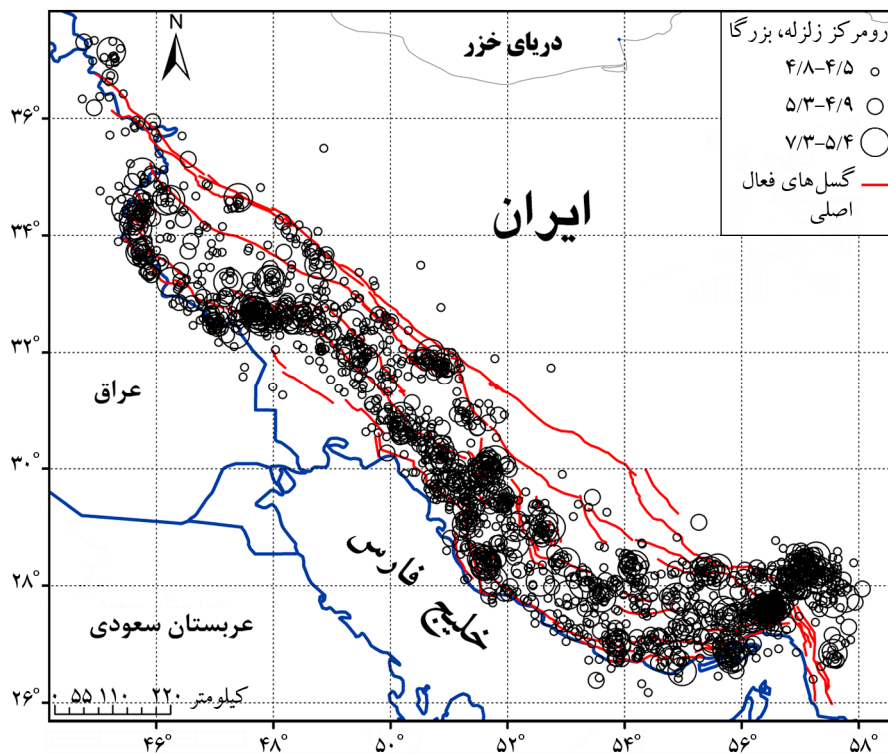 N
دریای خزر
رومرکز زلزله، بزرگا
۴/۸-۴/۵
۵/۳-۴/۹
۷/۳-۵/۴
گسل‌های فعال
اصلی
ایران
عراق
خلیج فارس
عربستان سعودی
۳۶°
۳۴°
۳۲°
۳۰°
۲۸°
۲۶°
۰ ۵۵ ۱۱۰ ۲۲۰ کیلومتر
۴۶° ۴۸° ۵۰° ۵۲° ۵۴° ۵۶° ۵۸°